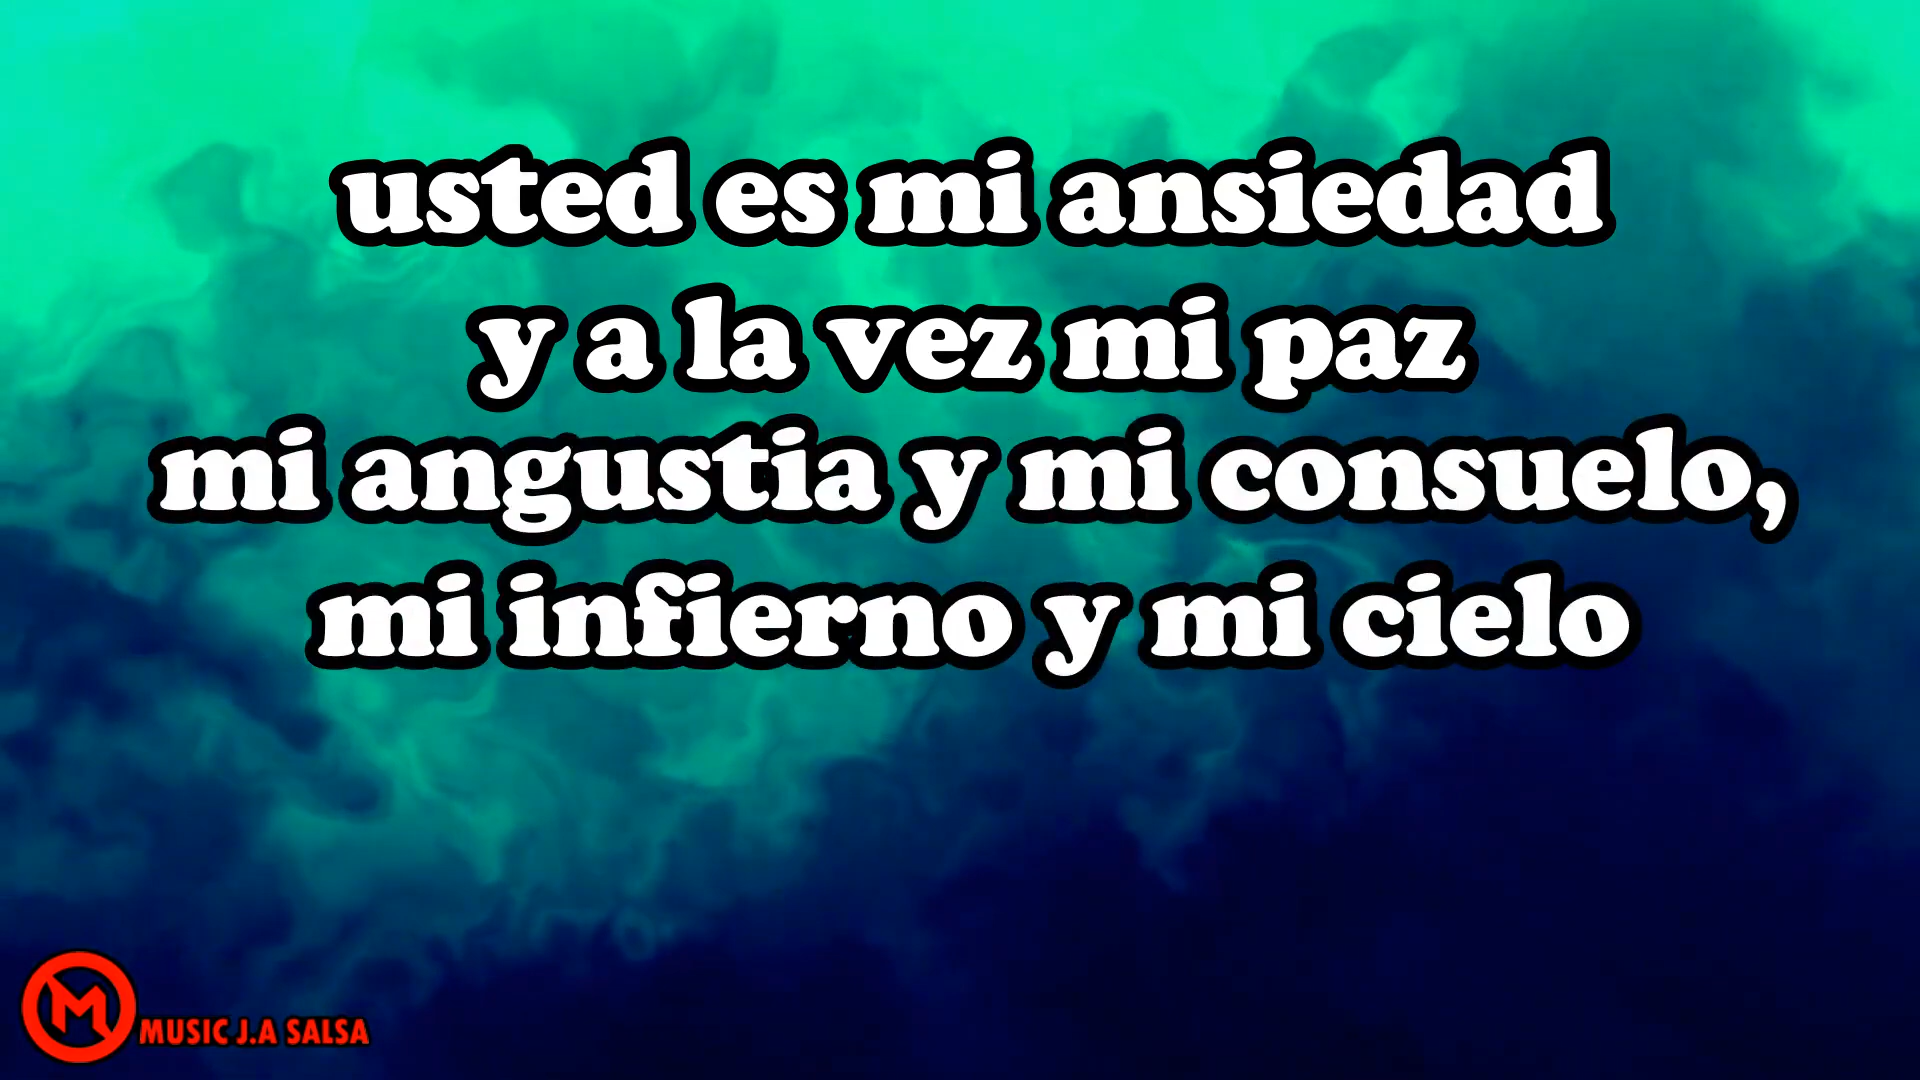 usted es mi ansiedad
y a la vez mi paz
mi angustia y mi consuelo,
mi infierno y mi cielo
M MUSIC J.A SALSA